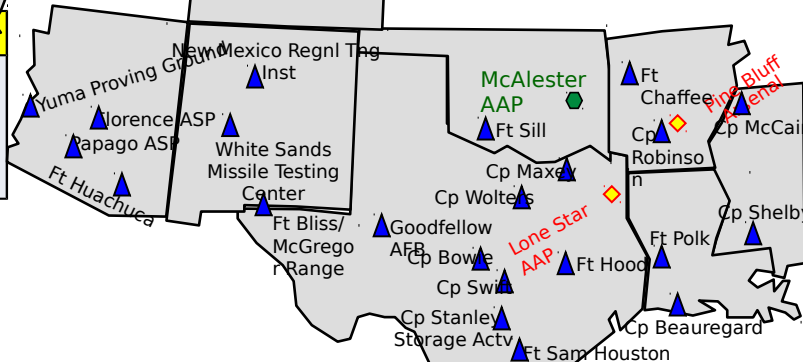 New Mexico Regnl Tng
Inst
Yuma Proving Ground
Florence ASP
Papago ASP
Ft Huachuca
White Sands
Missile Testing
Center
Ft Bliss/
McGrego
r Range
McAlester
AAP
Ft Sill
Ft
Chaffee
Cp
Robinso
n
Pine Bluff
Arsenal
Cp McCain
Cp Maxey
Cp Wolters
Lone Star
AAP
Goodfellow
AFB
Cp Bowie
Cp Swift
Ft Hood
Cp Stanley
Storage Actv
Ft Sam Houston
Ft Polk
Cp Shelby
Cp Beauregard